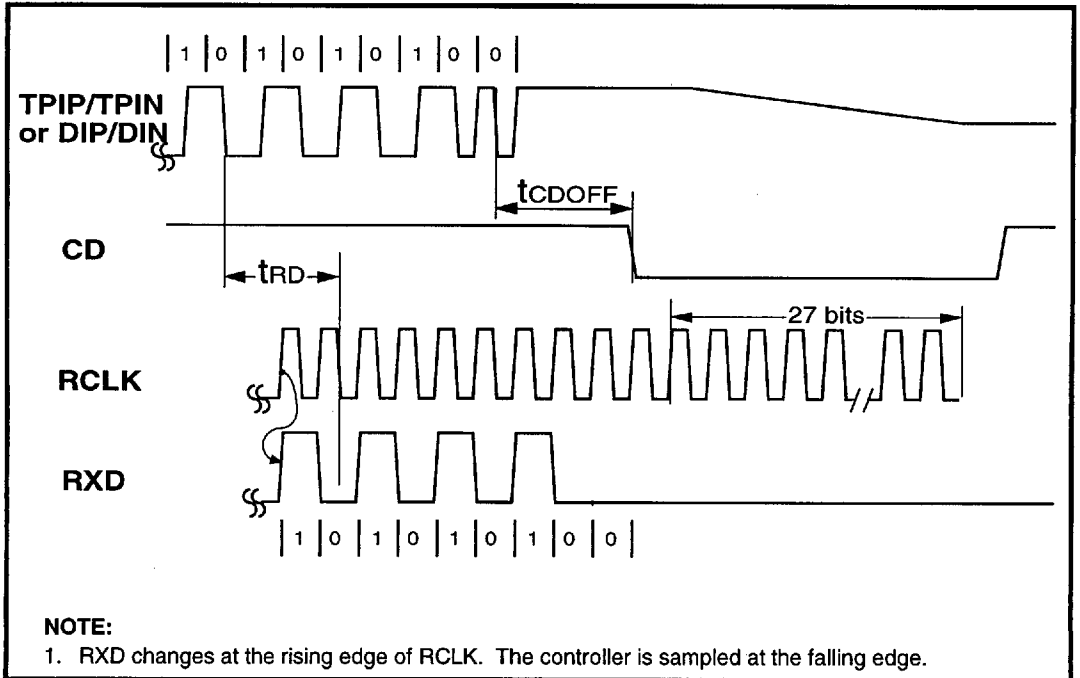 | 1 | 0 | 1 | 0 | 1 | 0 | 1 | 0 | 0 |
TPIP/TPIN
or DIP/DIN
tCDOFF
CD
tRD
27 bits
RCLK
RXD
| 1 | 0 | 1 | 0 | 1 | 0 | 1 | 0 | 0 |
NOTE:
1. RXD changes at the rising edge of RCLK. The controller is sampled at the falling edge.